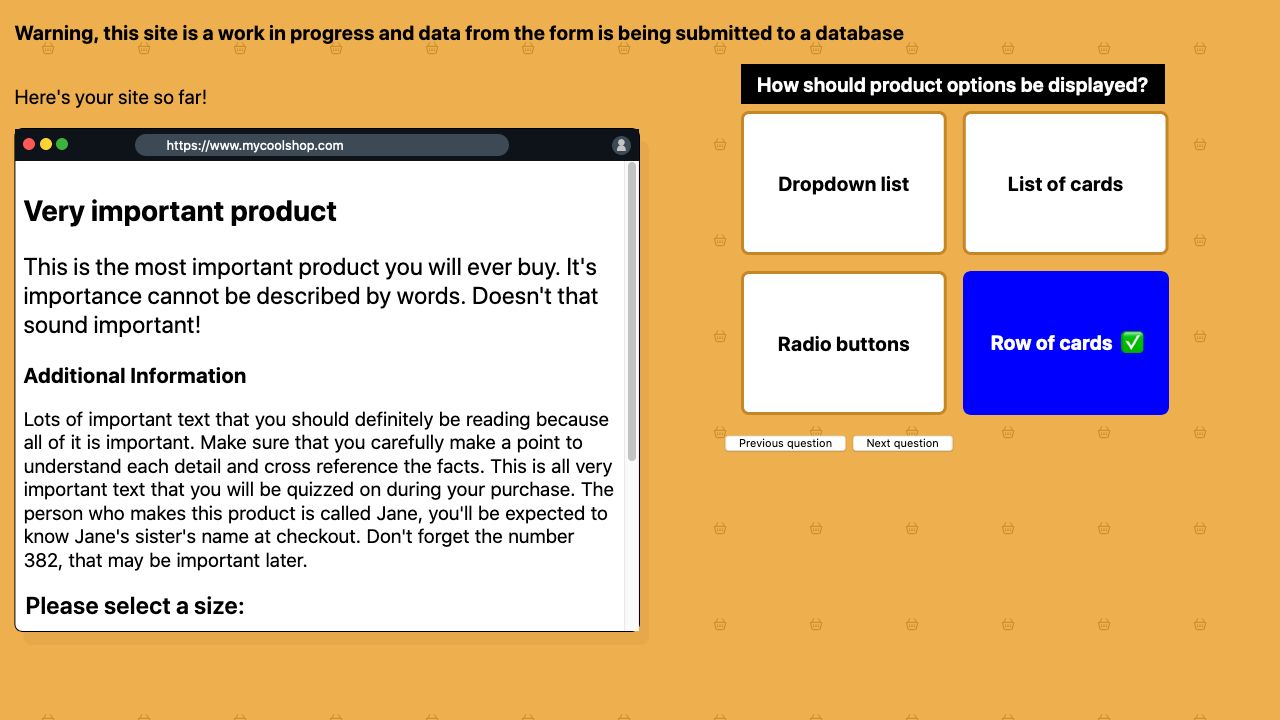 Warning, this site is a work in progress and data from the form is being submitted to a database
Here's your site so far!
https://www.mycoolshop.com
Very important product
This is the most important product you will ever buy. It's
importance cannot be described by words. Doesn't that
sound important!
Additional Information
Lots of important text that you should definitely be reading because
all of it is important. Make sure that you carefully make a point to
understand each detail and cross reference the facts. This is all very
important text that you will be quizzed on during your purchase. The
person who makes this product is called Jane, you'll be expected to
know Jane's sister's name at checkout. Don't forget the number
382, that may be important later.
Please select a size:
How should product options be displayed?
Dropdown list
List of cards
Radio buttons
Row of cards ✅
Previous question
Next question